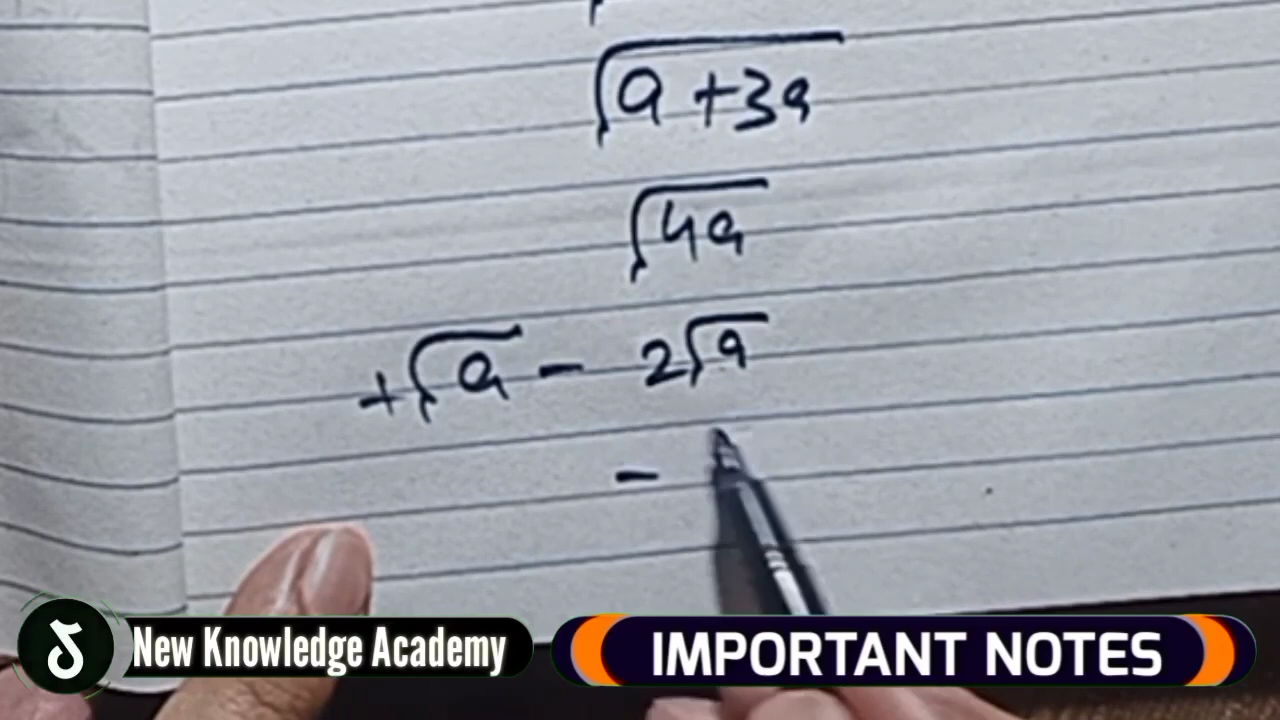 √a + 3a
√4a
+√a - 2√a
-
New Knowledge Academy
IMPORTANT NOTES